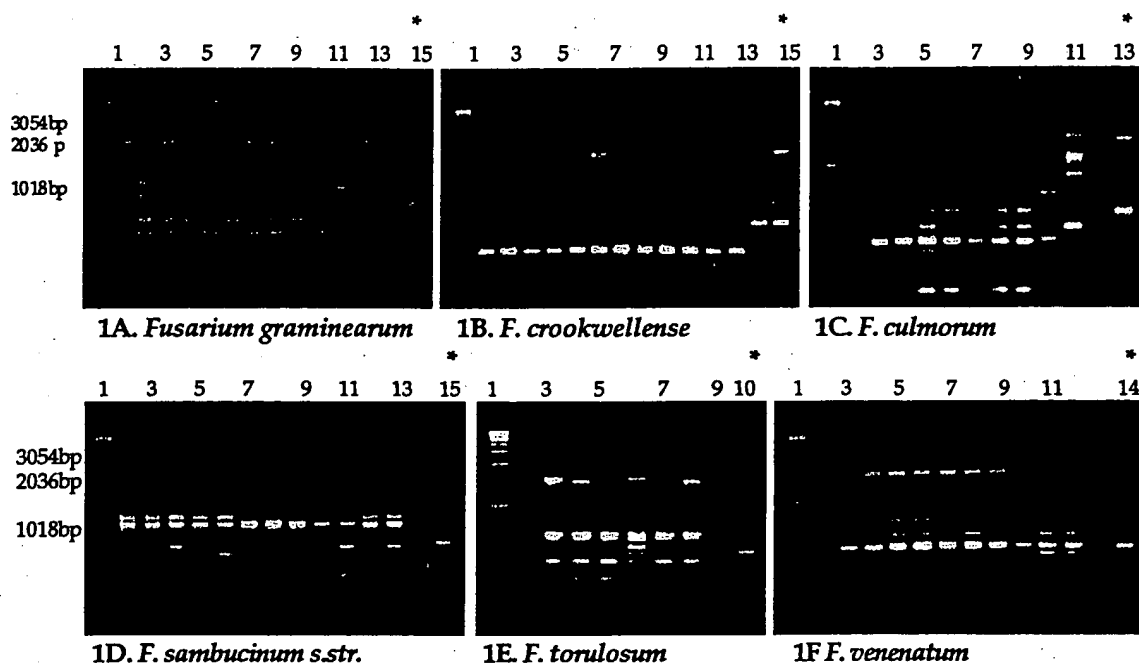 * * *
1 3 5 7 9 11 13 15 1 3 5 7 9 11 13 15 1 3 5 7 9 11 13
3054bp
2036 p
1018bp
1A. Fusarium graminearum 1B. F. crookwellense 1C. F. culmorum
* * *
1 3 5 7 9 11 13 15 1 3 5 7 9 10 1 3 5 7 9 11 14
3054bp
2036bp
1018bp
1D. F. sambucinum s.str. 1E. F. torulosum 1F F. venenatum